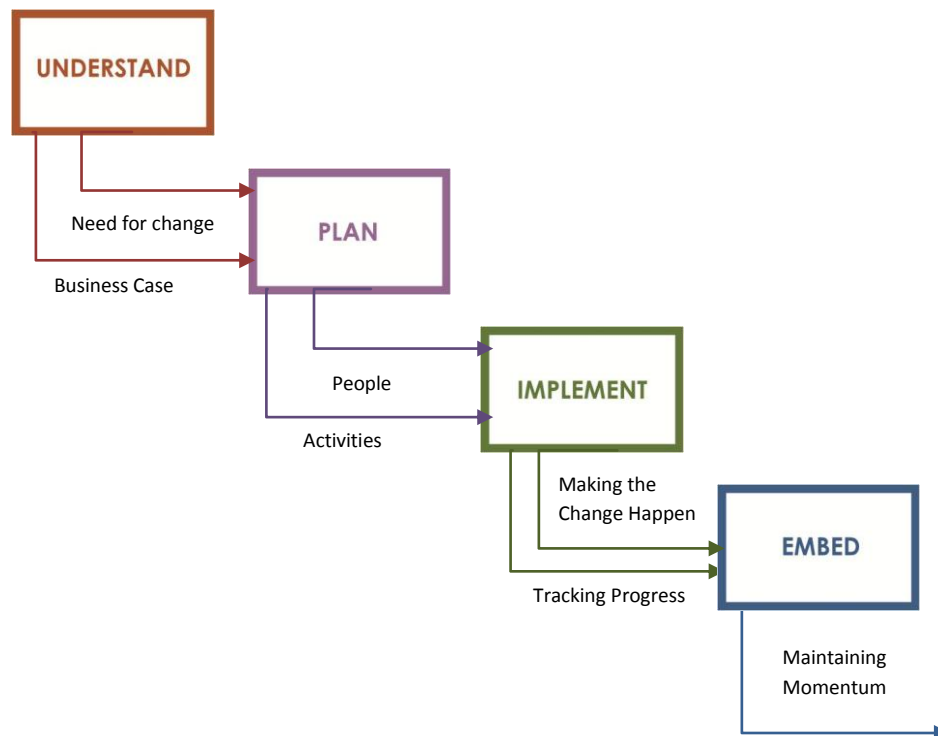 UNDERSTAND
Need for change
Business Case
PLAN
People
Activities
IMPLEMENT
Making the
Change Happen
Tracking Progress
EMBED
Maintaining
Momentum